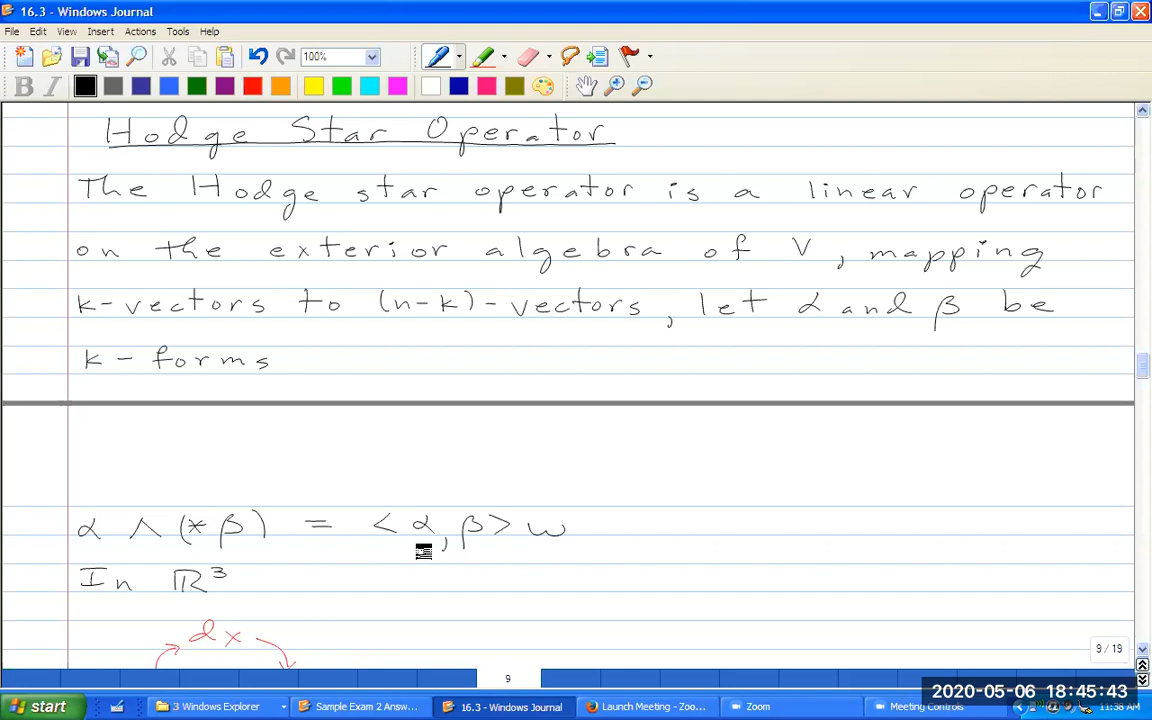 16.3 - Windows Journal
File Edit View Insert Actions Tools Help
100%
Hodge Star Operator
The Hodge star operator is a linear operator
on the exterior algebra of V, mapping
k-vectors to (n-k)-vectors, let α and β be
k-forms
α ∧ (* β) = <α, β> w
In ℝ³
dx
9 / 19
9
2020-05-06 18:45:43
start 3 Windows Explorer Sample Exam 2 Answ... 16.3 - Windows Journal Launch Meeting - Zoo... Zoom Meeting Controls 11:38 AM